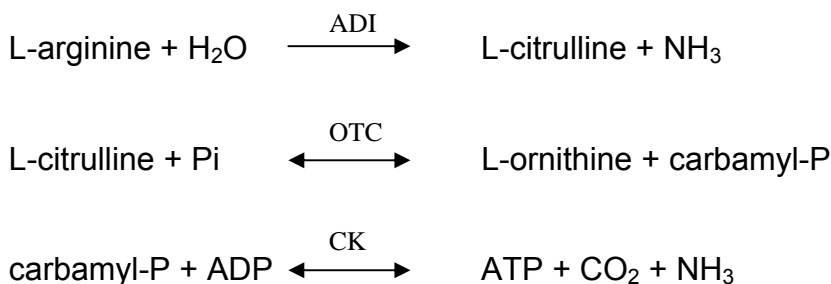 ADI
L-arginine + H₂O → L-citrulline + NH₃
OTC
L-citrulline + Pi ↔ L-ornithine + carbamyl-P
CK
carbamyl-P + ADP ↔ ATP + CO₂ + NH₃